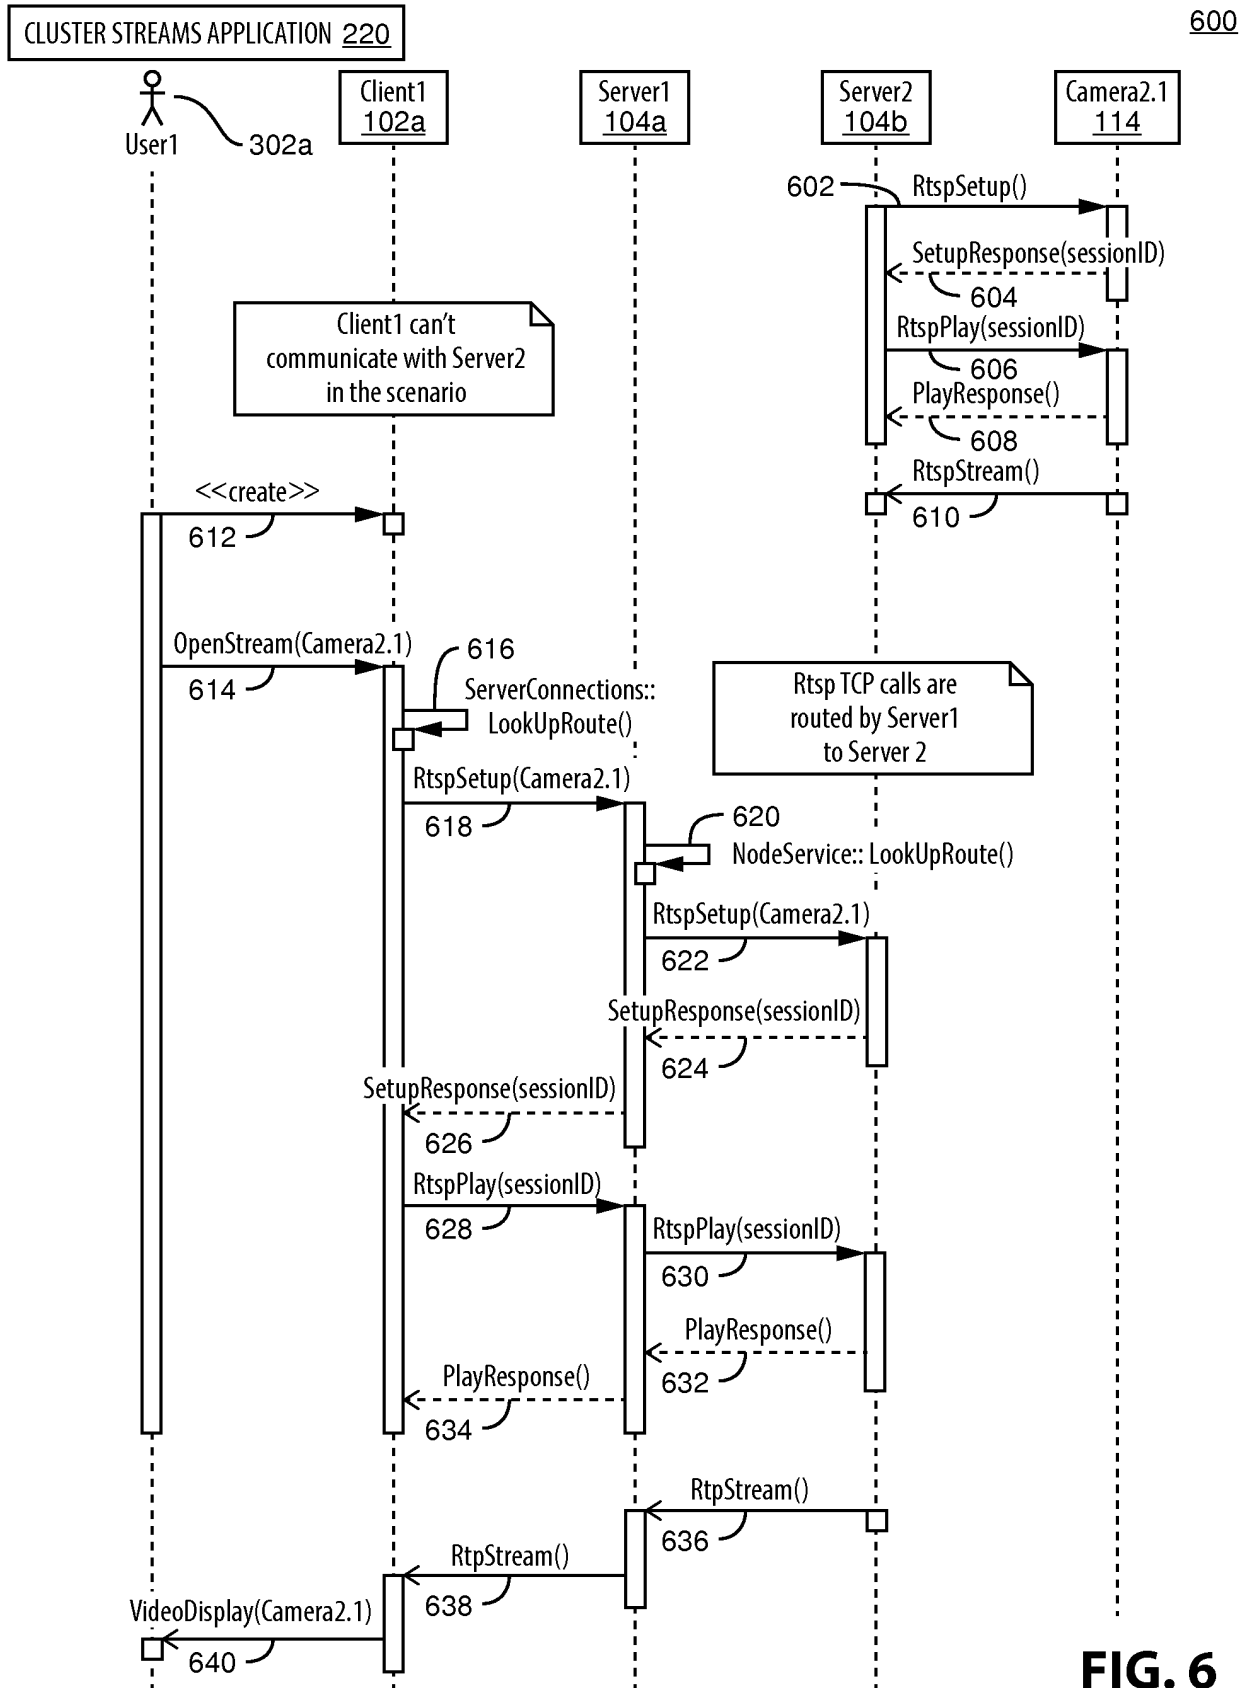 CLUSTER STREAMS APPLICATION 220
600
User1
302a
Client1
102a
Server1
104a
Server2
104b
Camera2.1
114
602
RtspSetup()
SetupResponse(sessionID)
604
Client1 can't
communicate with Server2
in the scenario
RtspPlay(sessionID)
606
PlayResponse()
608
RtspStream()
610
<<create>>
612
OpenStream(Camera2.1)
614
616
ServerConnections::
LookUpRoute()
Rtsp TCP calls are
routed by Server1
to Server 2
RtspSetup(Camera2.1)
618
620
NodeService:: LookUpRoute()
RtspSetup(Camera2.1)
622
SetupResponse(sessionID)
624
SetupResponse(sessionID)
626
RtspPlay(sessionID)
628
RtspPlay(sessionID)
630
PlayResponse()
632
PlayResponse()
634
RtpStream()
636
RtpStream()
638
VideoDisplay(Camera2.1)
640
FIG. 6